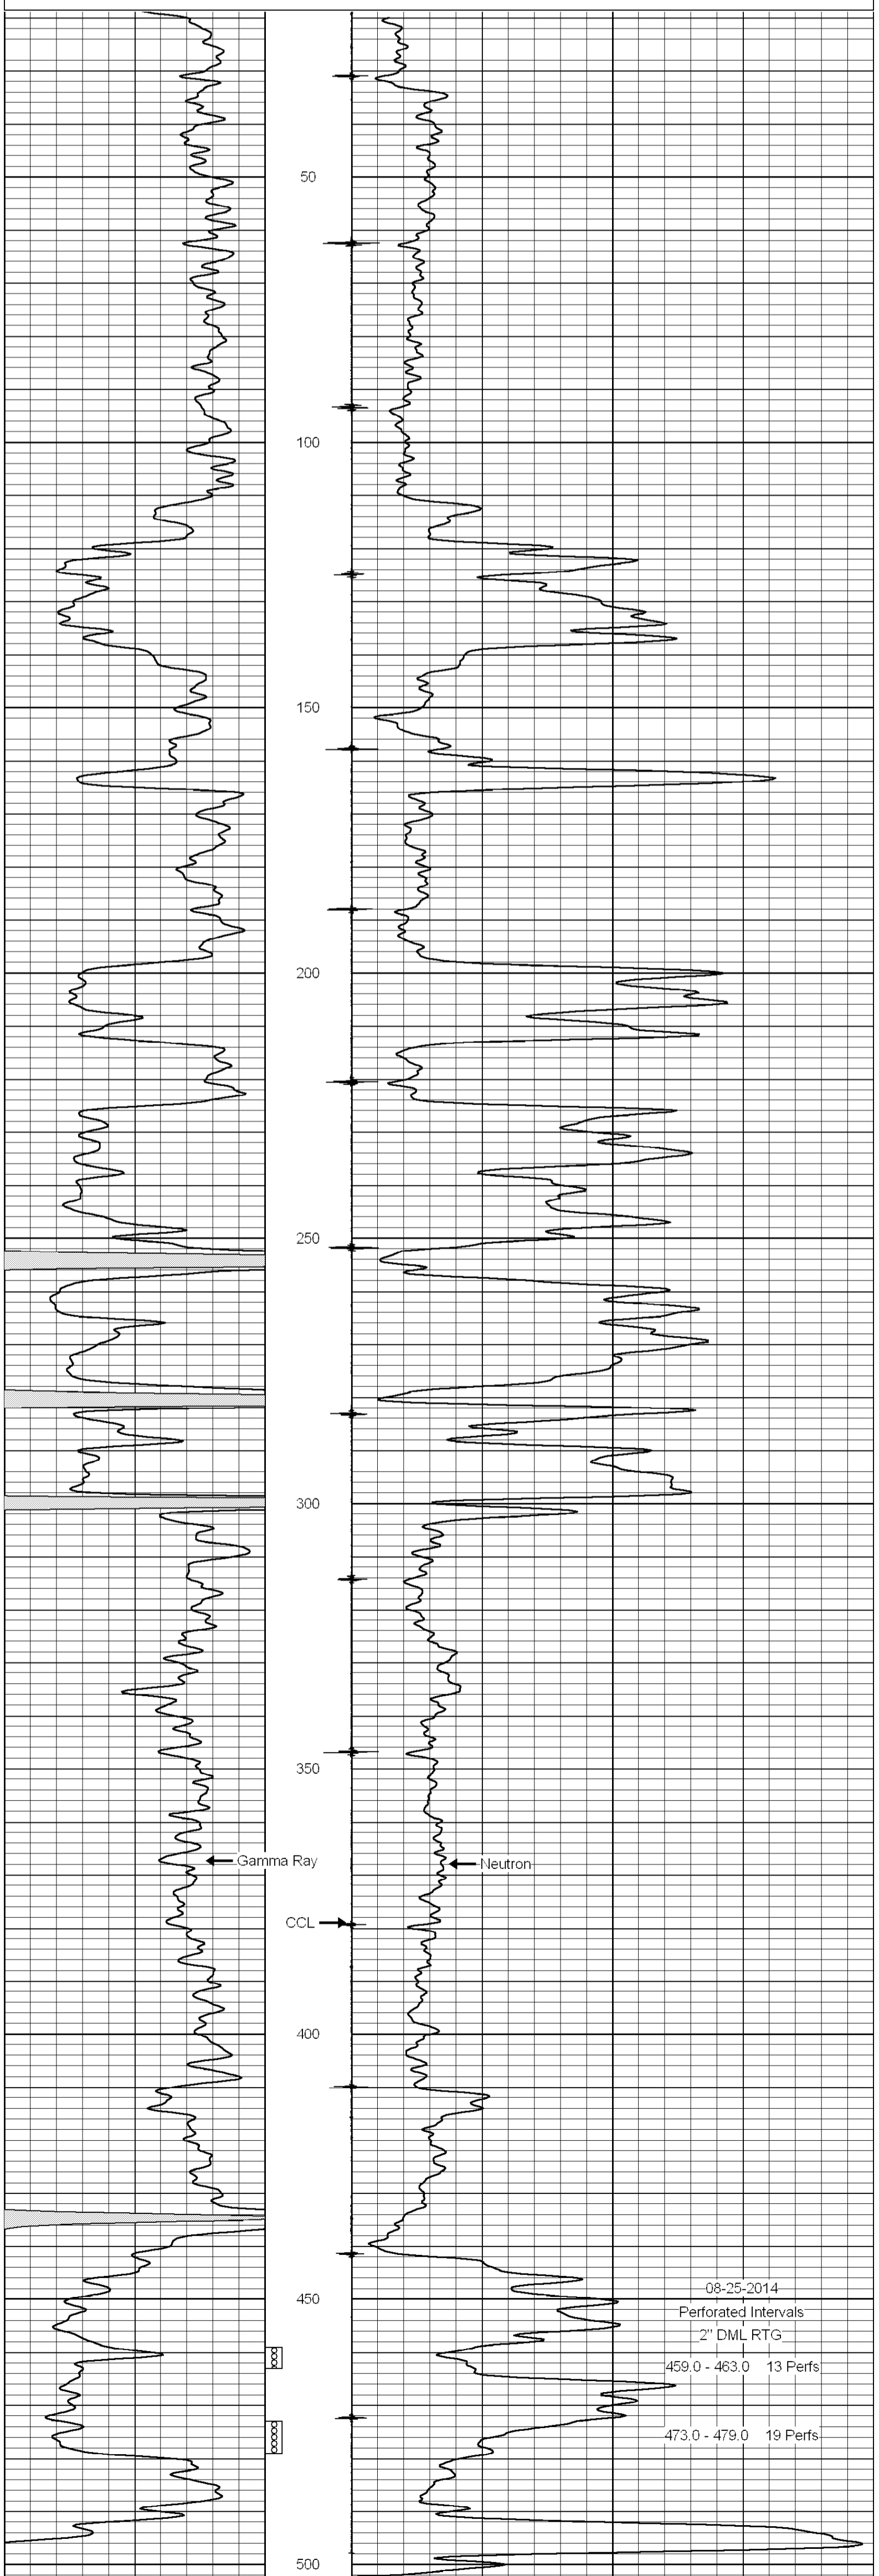 50
100
150
200
250
300
350
Gamma Ray
Neutron
CCL
400
08-25-2014
450
Perforated Intervals
2" DML RTG
459.0 - 463.0 13 Perfs
473.0 - 479.0 19 Perfs
500